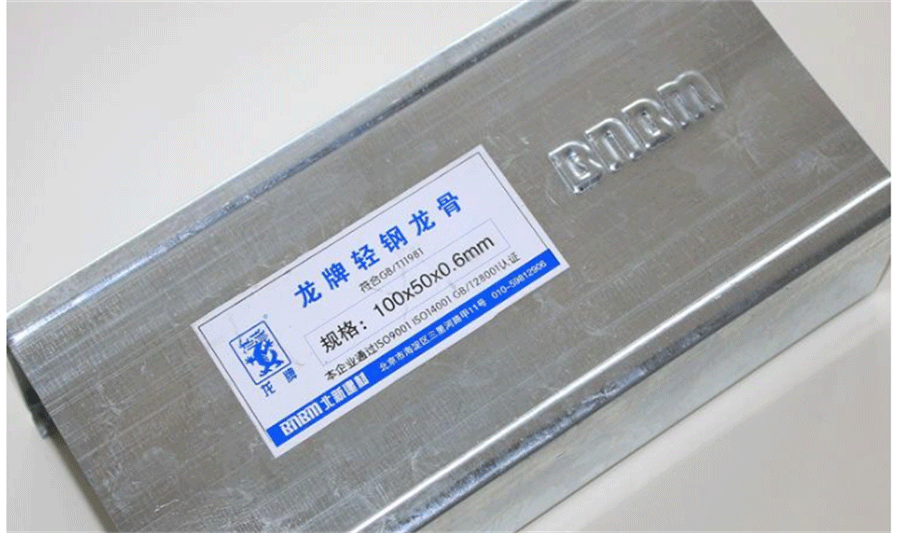 BNBM
龙牌轻钢龙骨
符合GB/T11981
规格：100x50x0.6mm
本企业通过ISO9001 ISO14001 GB/T28001认证
龙牌
BNBM 北新建材 北京市海淀区三里河路甲11号 010-59812906